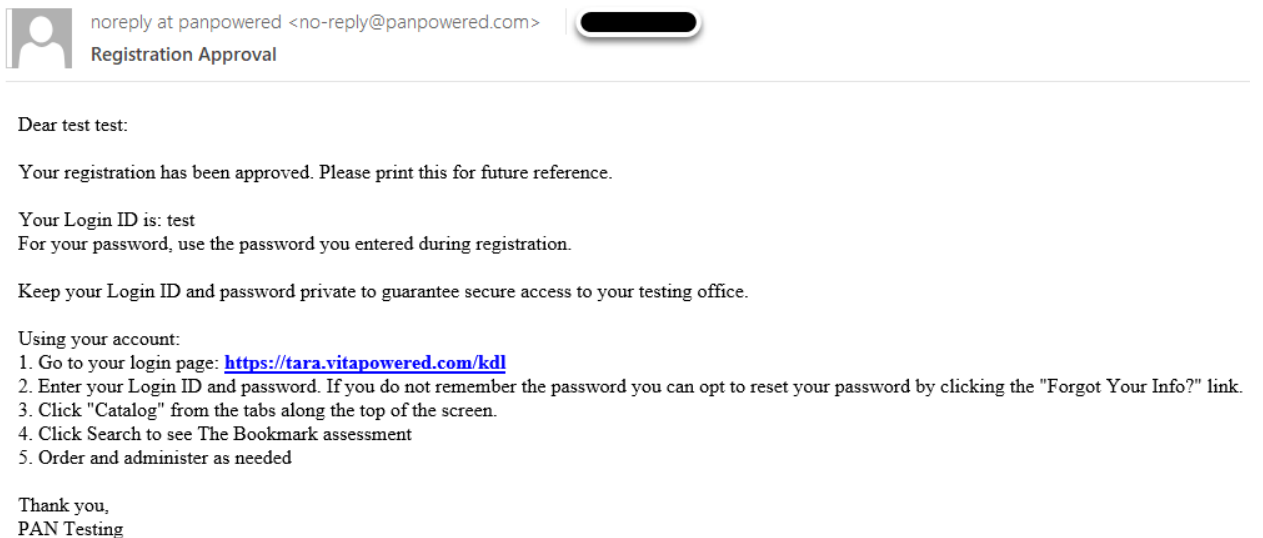 noreply at panpowered <no-reply@panpowered.com>
Registration Approval
Dear test test:
Your registration has been approved. Please print this for future reference.
Your Login ID is: test
For your password, use the password you entered during registration.
Keep your Login ID and password private to guarantee secure access to your testing office.
Using your account:
1. Go to your login page: https://tara.vitapowered.com/kdl
2. Enter your Login ID and password. If you do not remember the password you can opt to reset your password by clicking the "Forgot Your Info?" link.
3. Click "Catalog" from the tabs along the top of the screen.
4. Click Search to see The Bookmark assessment
5. Order and administer as needed
Thank you,
PAN Testing